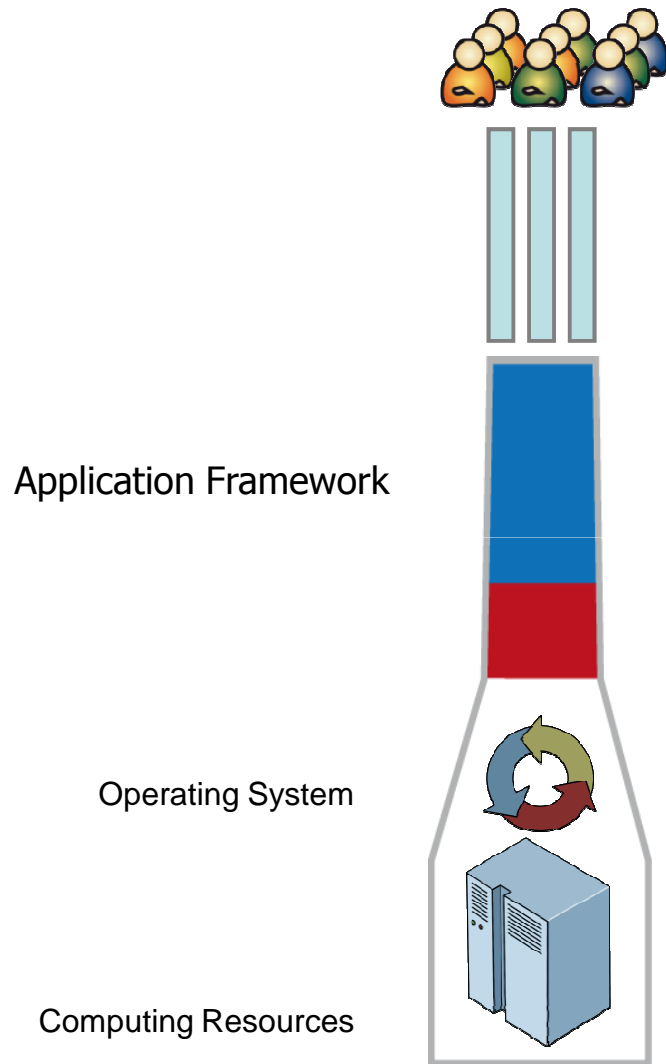 Application Framework
Operating System
Computing Resources